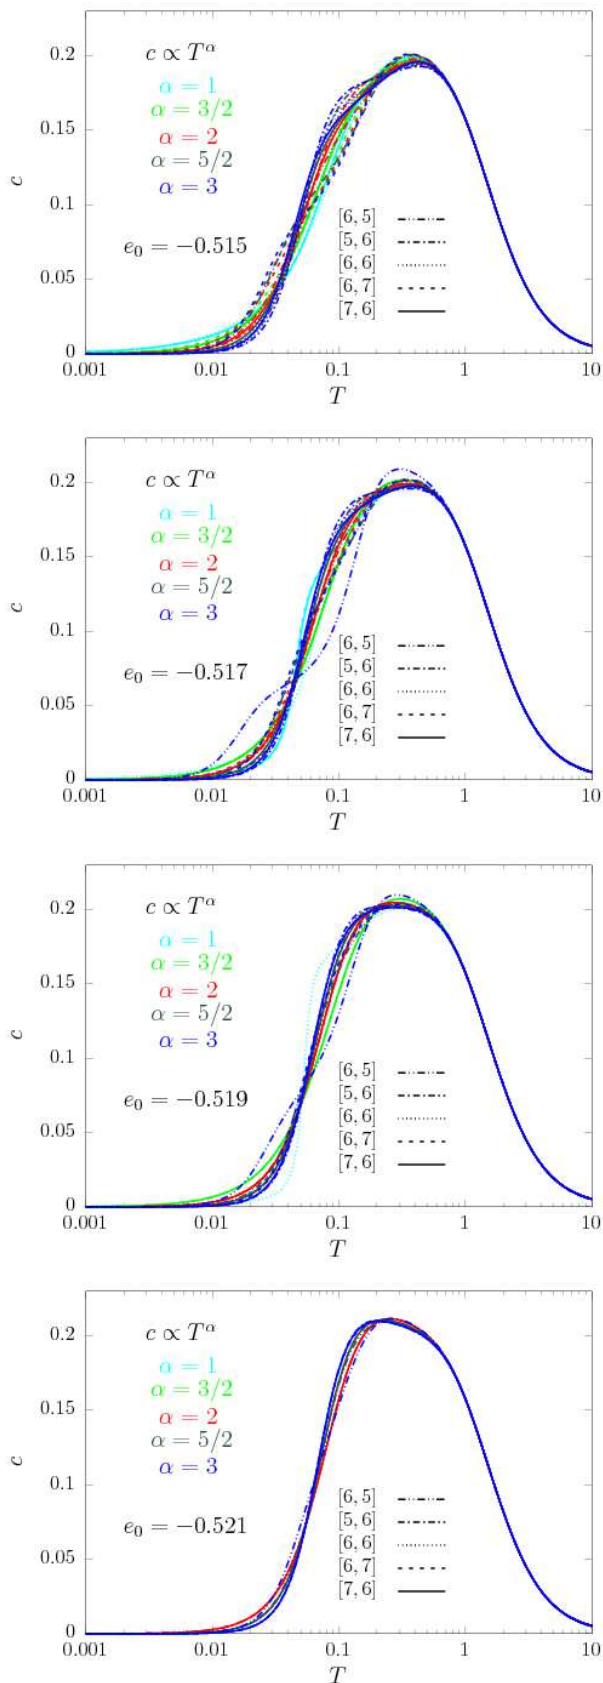 0.2
c ∝ T^α
α = 1
α = 3/2
0.15
α = 2
α = 5/2
α = 3
c
0.1
[6, 5]
[5, 6]
e₀ = −0.515
[6, 6]
0.05
[6, 7]
[7, 6]
0
0.001 0.01 0.1 1 10
T
0.2
c ∝ T^α
α = 1
α = 3/2
0.15
α = 2
α = 5/2
α = 3
c
0.1
[6, 5]
[5, 6]
e₀ = −0.517
[6, 6]
0.05
[6, 7]
[7, 6]
0
0.001 0.01 0.1 1 10
T
0.2
c ∝ T^α
α = 1
α = 3/2
0.15
α = 2
α = 5/2
α = 3
c
0.1
[6, 5]
[5, 6]
e₀ = −0.519
[6, 6]
0.05
[6, 7]
[7, 6]
0
0.001 0.01 0.1 1 10
T
0.2
c ∝ T^α
α = 1
α = 3/2
0.15
α = 2
α = 5/2
α = 3
c
0.1
[6, 5]
[5, 6]
e₀ = −0.521
[6, 6]
0.05
[6, 7]
[7, 6]
0
0.001 0.01 0.1 1 10
T